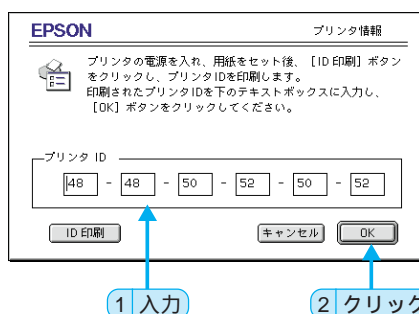 EPSON プリンタ情報
プリンタの電源を入れ、用紙をセット後、［ID 印刷］ボタン
をクリックし、プリンタIDを印刷します。
印刷されたプリンタIDを下のテキストボックスに入力し、
［OK］ボタンをクリックしてください。
プリンタ ID
48 - 48 - 50 - 52 - 50 - 52
ID 印刷 キャンセル OK
1 入力 2 クリック